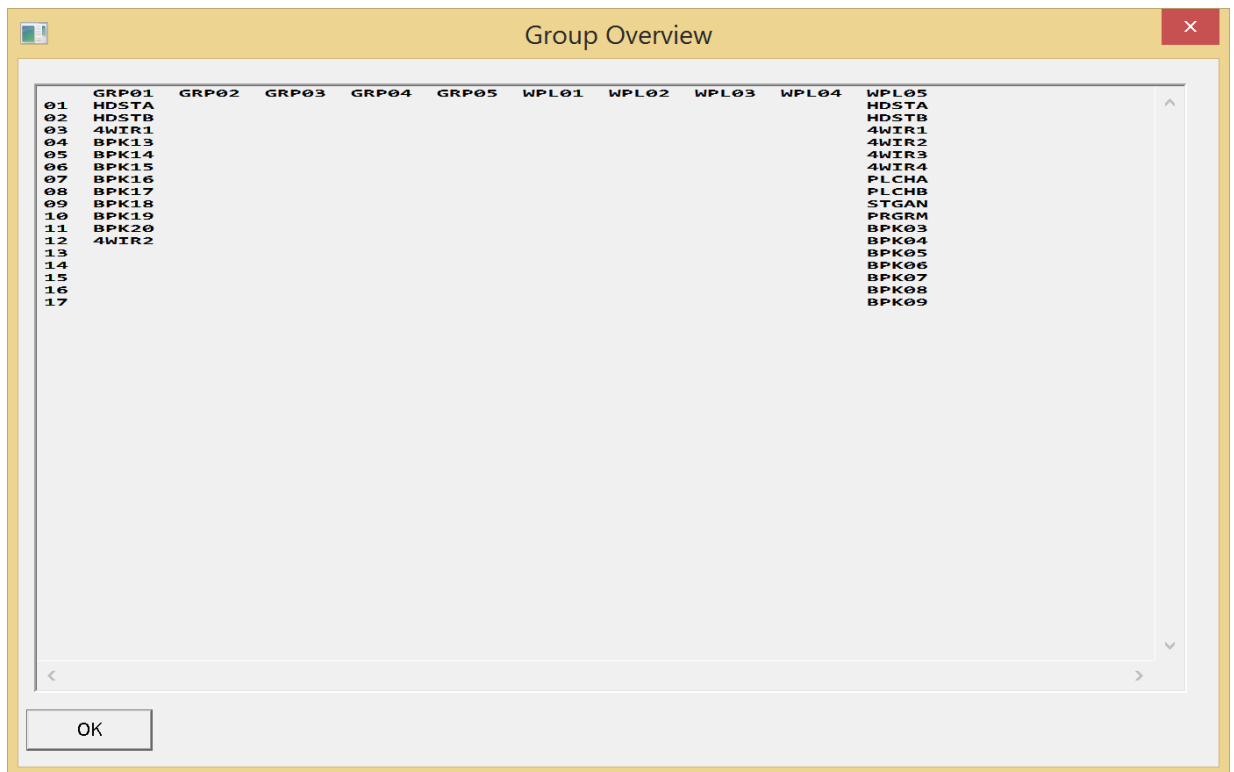 Group Overview
GRP01 GRP02 GRP03 GRP04 GRP05 WPL01 WPL02 WPL03 WPL04 WPL05
01 HDSTA HDSTA
02 HDSTB HDSTB
03 4WIR1 4WIR1
04 BPK13 4WIR2
05 BPK14 4WIR3
06 BPK15 4WIR4
07 BPK16 PLCHA
08 BPK17 PLCHB
09 BPK18 STGAN
10 BPK19 PRGRM
11 BPK20 BPK03
12 4WIR2 BPK04
13 BPK05
14 BPK06
15 BPK07
16 BPK08
17 BPK09
OK